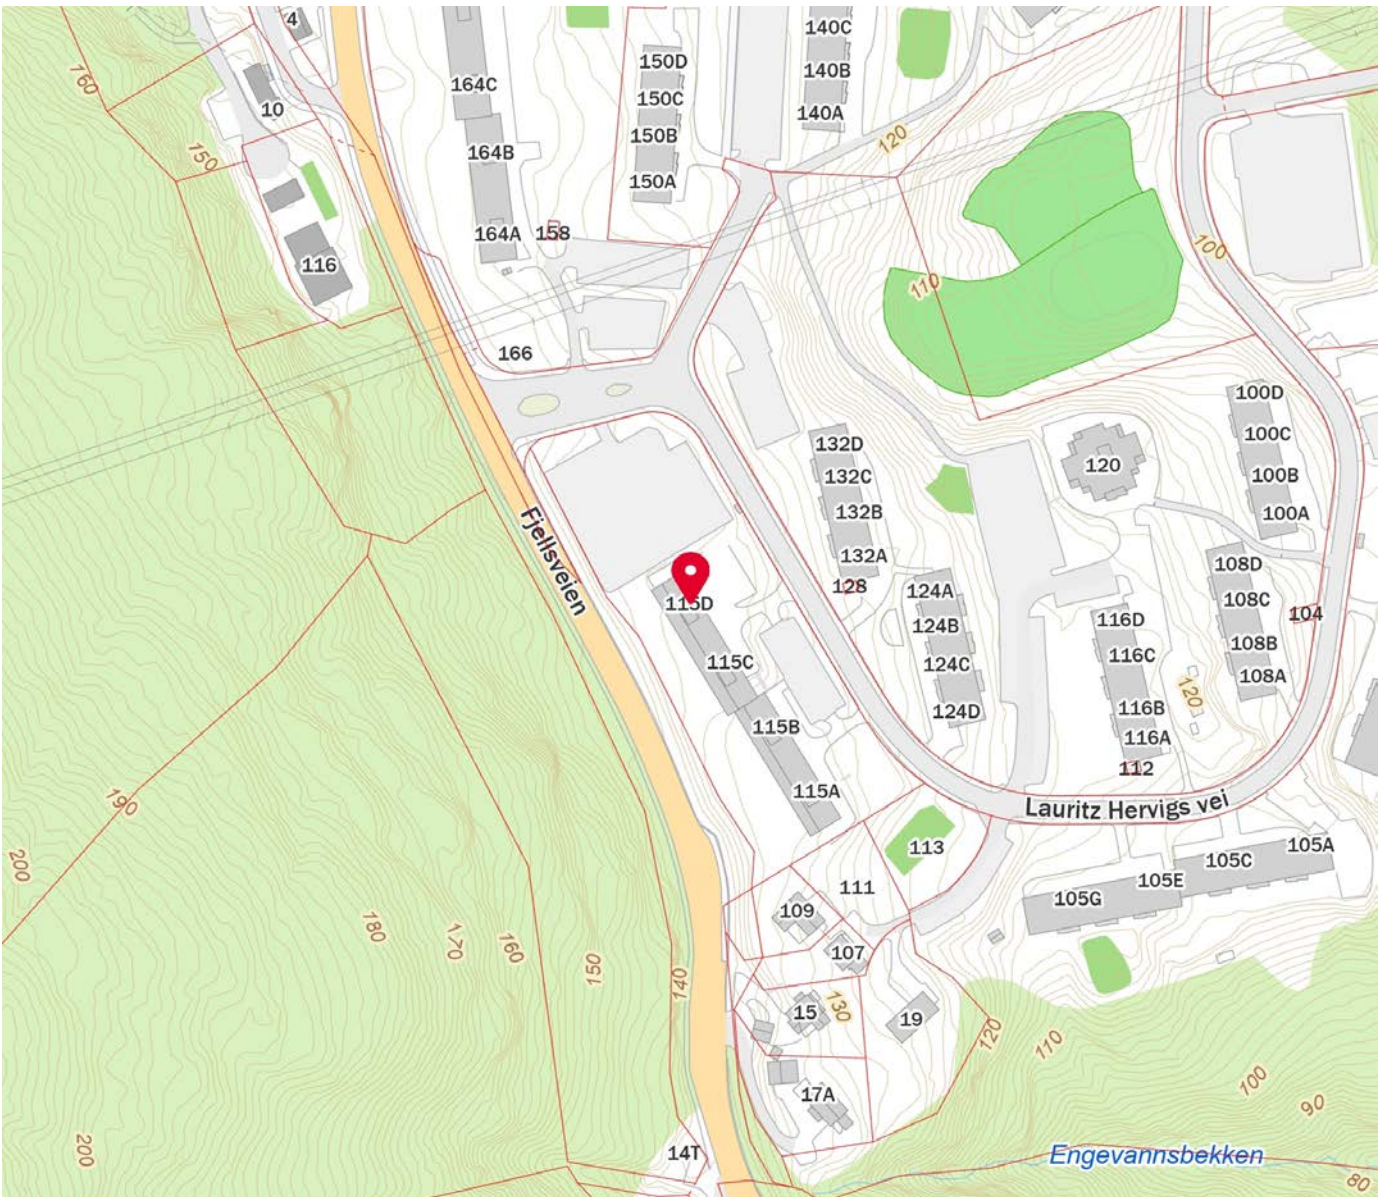 4
140C
150D
164C
140B
160
150C
10
140A
150B
120
164B
150
150A
164A
158
100
116
110
166
100D
132D
100C
120
132C
100B
132B
100A
Fjellsveien
132A
108D
128
124A
115D
108C
104
116D
124B
108B
116C
115C
124C
108A
120
116B
124D
115B
116A
112
115A
190
Lauritz Hervigs vei
105A
113
105C
200
105E
111
105G
109
180
170
160
107
150
140
130
15
19
120
110
100
17A
90
200
14T
Engevannsbekken
80